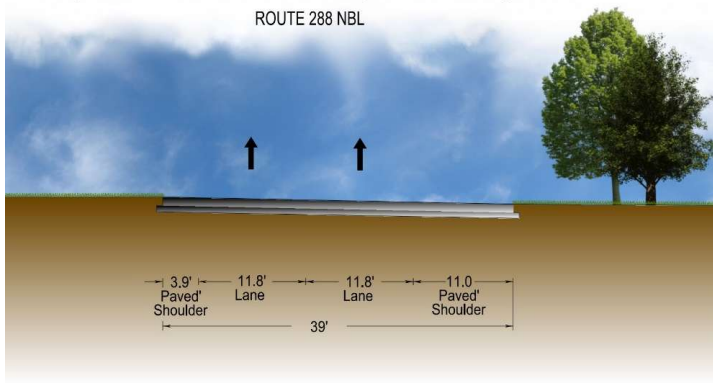 ROUTE 288 NBL
3.9' 11.8' 11.8' 11.0
Paved' Lane Lane Paved'
Shoulder Shoulder
39'